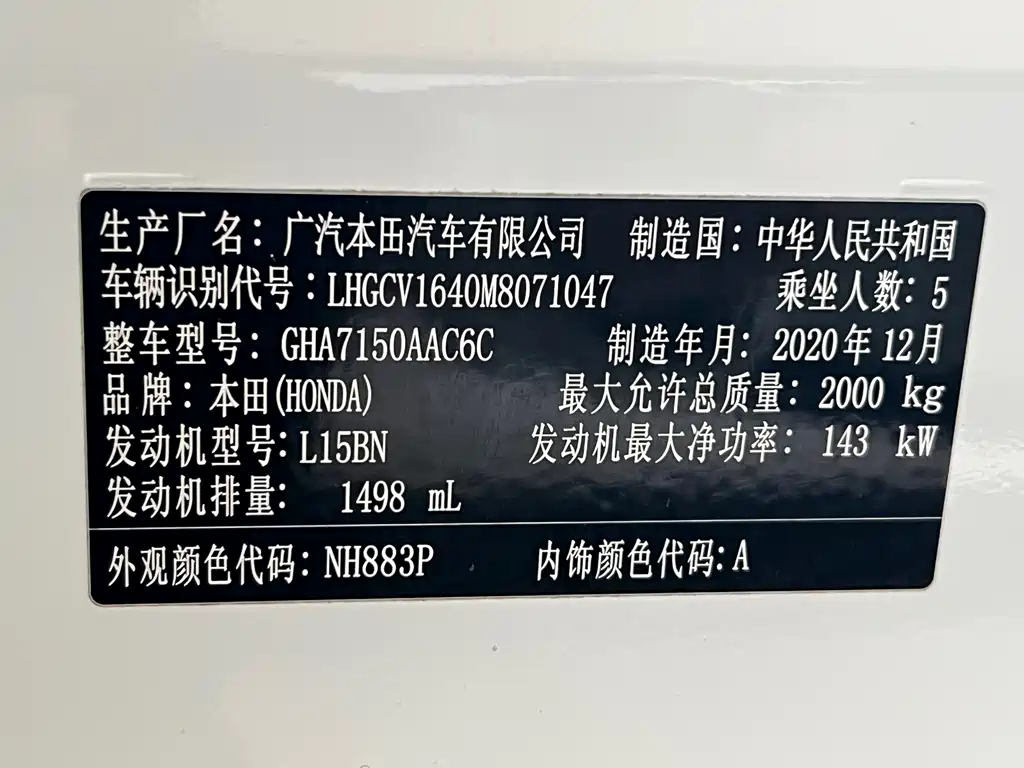 生产厂名：广汽本田汽车有限公司 制造国：中华人民共和国
车辆识别代号：LHGCV1640M8071047 乘坐人数：5
整车型号：GHA7150AAC6C 制造年月：2020年12月
品牌：本田(HONDA) 最大允许总质量：2000 kg
发动机型号：L15BN 发动机最大净功率：143 kW
发动机排量： 1498 mL
外观颜色代码：NH883P 内饰颜色代码：A